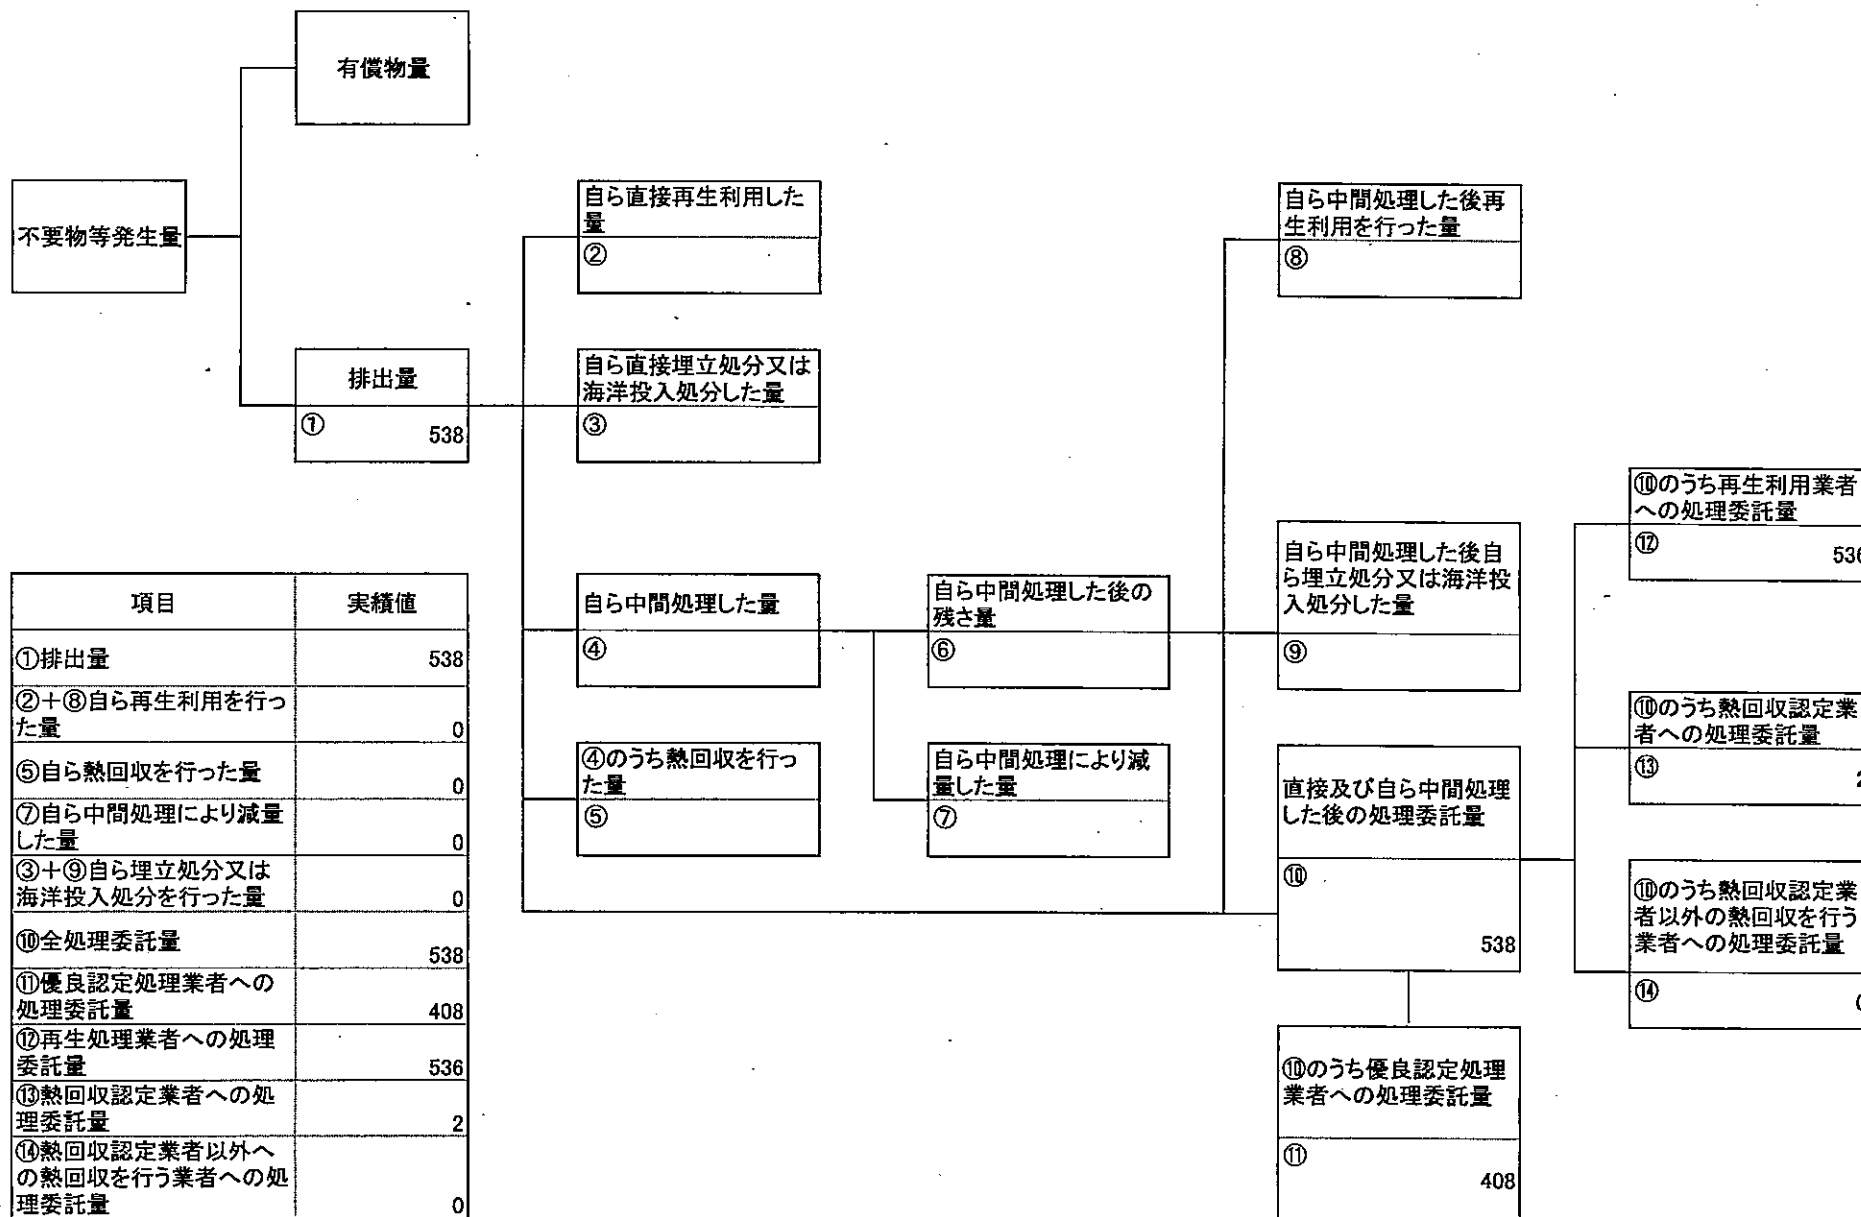 有償物量
不要物等発生量
排出量
①
538
自ら直接再生利用した
量
②
自ら直接埋立処分又は
海洋投入処分した量
③
自ら中間処理した量
④
④のうち熱回収を行っ
た量
⑤
自ら中間処理した後の
残さ量
⑥
自ら中間処理により減
量した量
⑦
自ら中間処理した後再
生利用を行った量
⑧
自ら中間処理した後自
ら埋立処分又は海洋投
入処分した量
⑨
直接及び自ら中間処理
した後の処理委託量
⑩
538
⑩のうち優良認定処理
業者への処理委託量
⑪
408
⑩のうち再生利用業者
への処理委託量
⑫
536
⑩のうち熱回収認定業
者への処理委託量
⑬
2
⑩のうち熱回収認定業
者以外の熱回収を行う
業者への処理委託量
⑭
0
項目 実績値
①排出量 538
②＋⑧自ら再生利用を行っ
た量 0
⑤自ら熱回収を行った量 0
⑦自ら中間処理により減量
した量 0
③＋⑨自ら埋立処分又は
海洋投入処分を行った量 0
⑩全処理委託量 538
⑪優良認定処理業者への
処理委託量 408
⑫再生処理業者への処理
委託量 536
⑬熱回収認定業者への処
理委託量 2
⑭熱回収認定業者以外へ
の熱回収を行う業者への処
理委託量 0